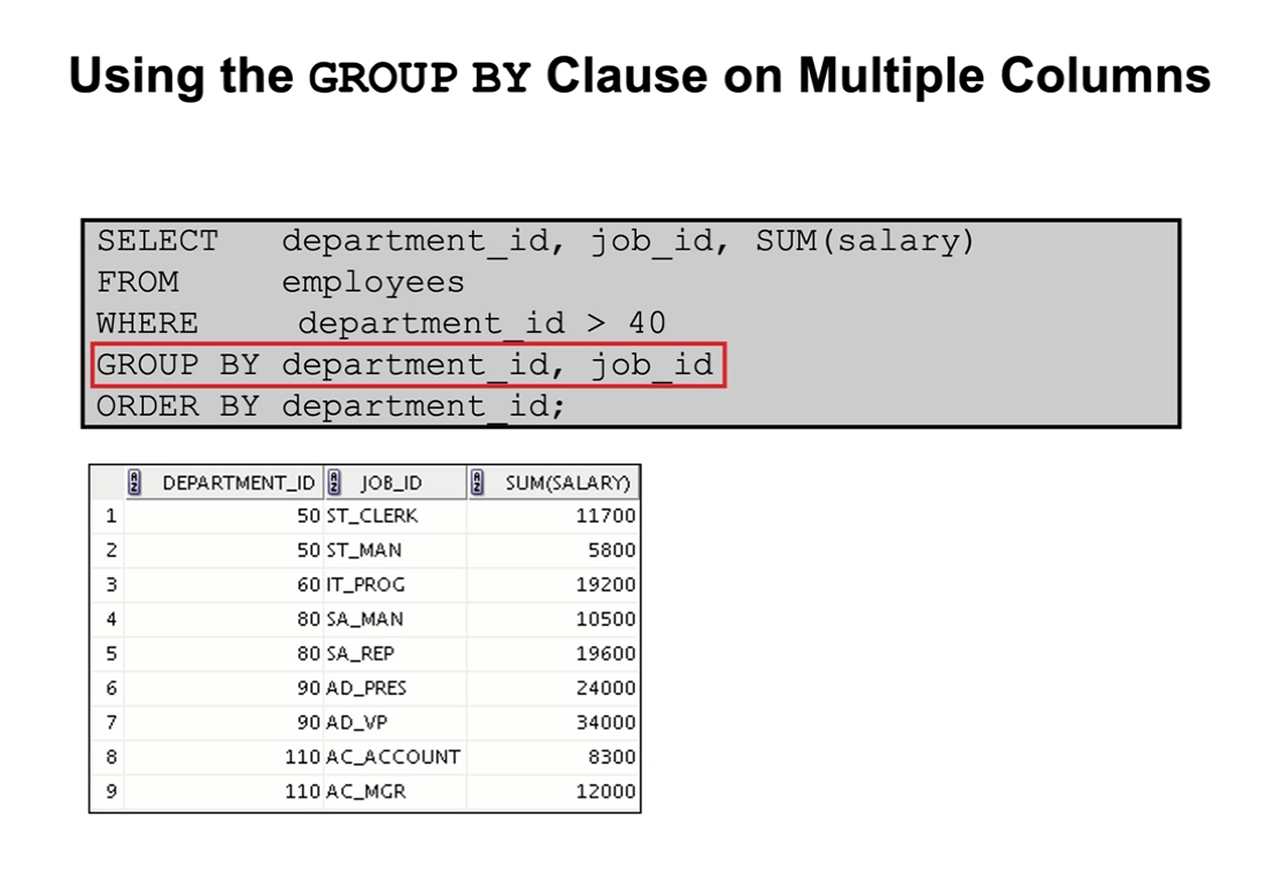 Using the GROUP BY Clause on Multiple Columns
SELECT department_id, job_id, SUM(salary)
FROM employees
WHERE department_id > 40
GROUP BY department_id, job_id
ORDER BY department_id;
DEPARTMENT_ID JOB_ID SUM(SALARY)
1 50 ST_CLERK 11700
2 50 ST_MAN 5800
3 60 IT_PROG 19200
4 80 SA_MAN 10500
5 80 SA_REP 19600
6 90 AD_PRES 24000
7 90 AD_VP 34000
8 110 AC_ACCOUNT 8300
9 110 AC_MGR 12000